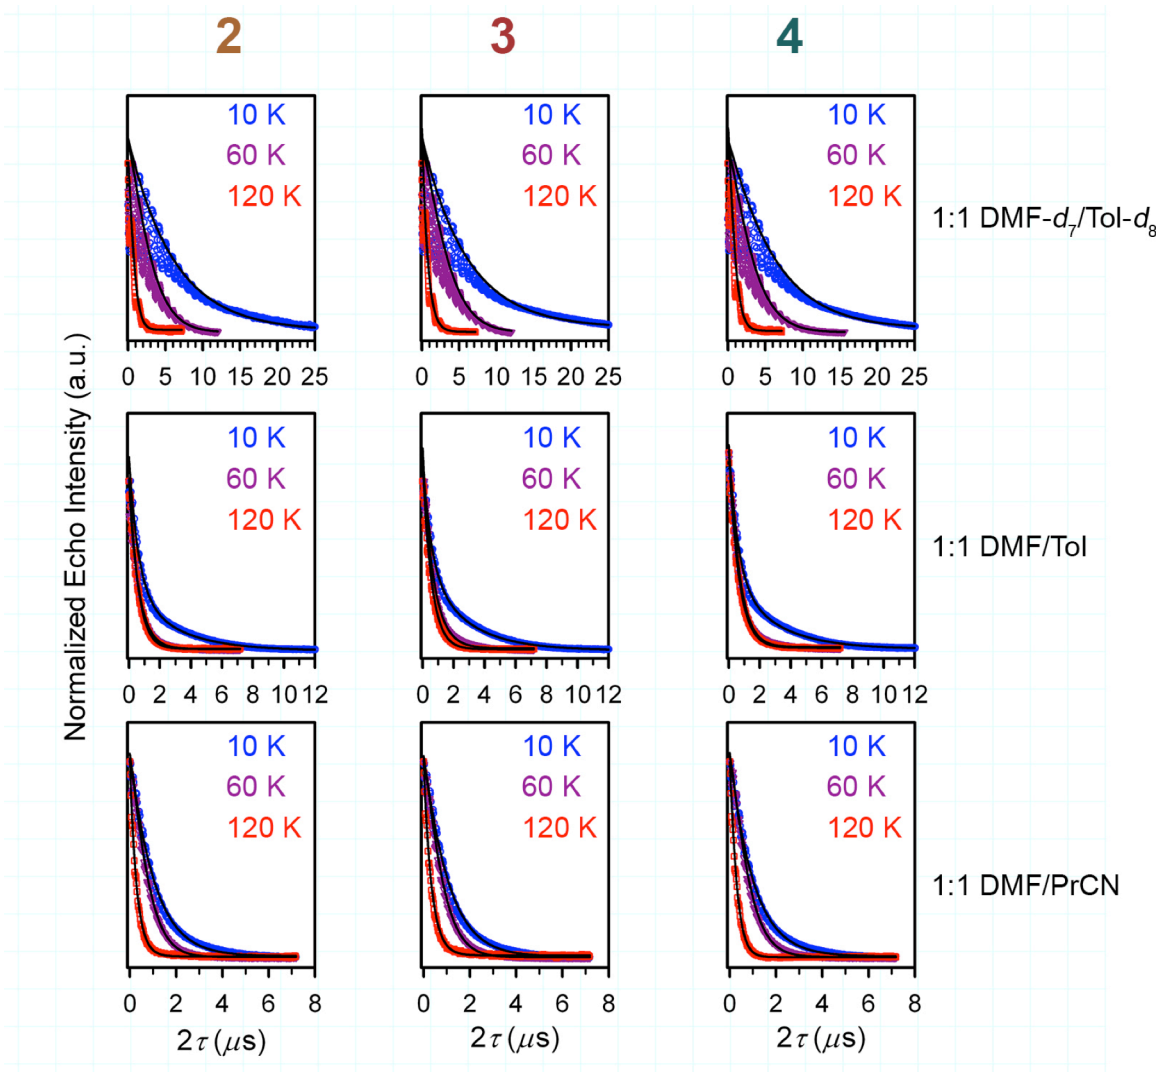 2 3 4
10 K 10 K 10 K
60 K 60 K 60 K
120 K 120 K 120 K
1:1 DMF-d7/Tol-d8
0 5 10 15 20 25 0 5 10 15 20 25 0 5 10 15 20 25
Normalized Echo Intensity (a.u.)
10 K 10 K 10 K
60 K 60 K 60 K
120 K 120 K 120 K
1:1 DMF/Tol
0 2 4 6 8 10 12 0 2 4 6 8 10 12 0 2 4 6 8 10 12
10 K 10 K 10 K
60 K 60 K 60 K
120 K 120 K 120 K
1:1 DMF/PrCN
0 2 4 6 8 0 2 4 6 8 0 2 4 6 8
2τ (μs) 2τ (μs) 2τ (μs)